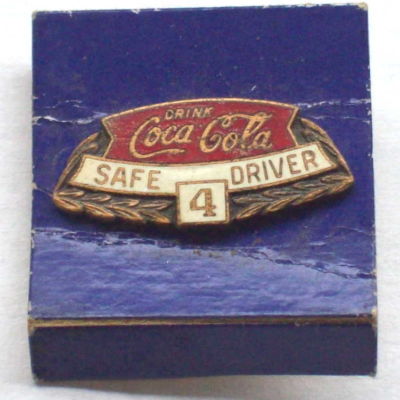 DRINK
Coca-Cola
SAFE DRIVER
4